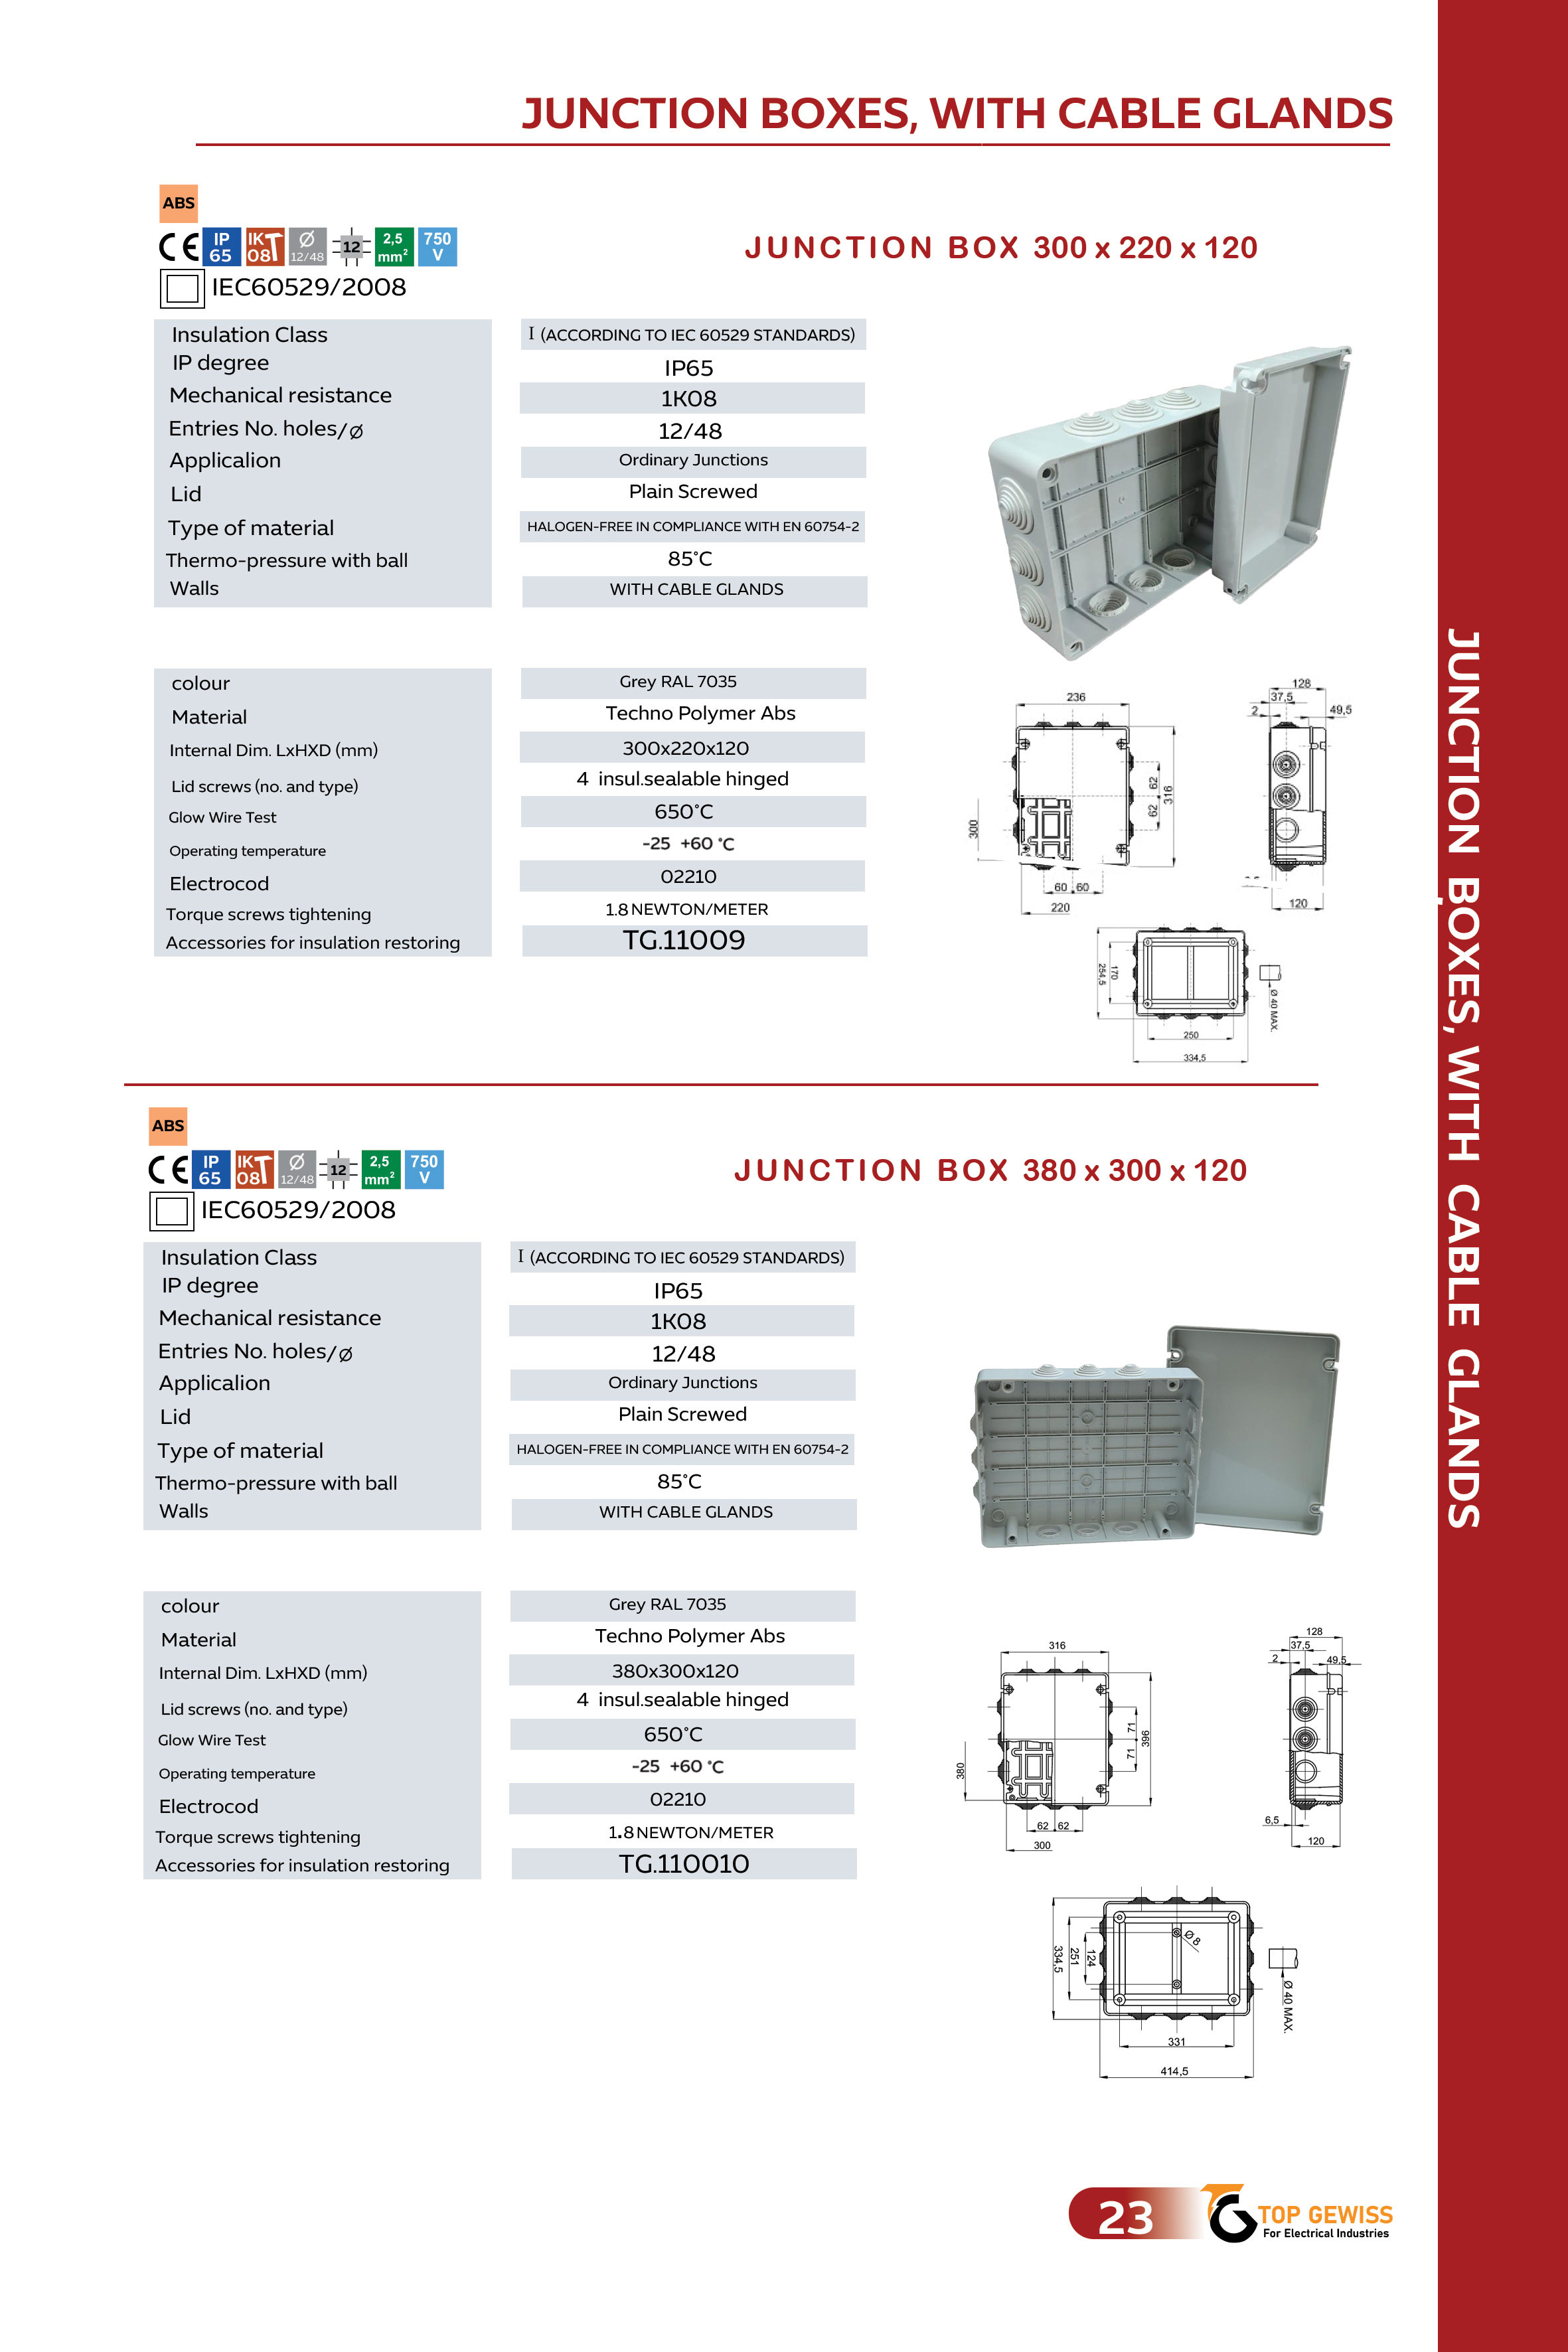 JUNCTION BOXES, WITH CABLE GLANDS
ABS
CE IP 65 IK 08 Ø 12/48 12 2,5 mm² 750 V
IEC60529/2008
JUNCTION BOX 300 x 220 x 120
Insulation Class I (ACCORDING TO IEC 60529 STANDARDS)
IP degree IP65
Mechanical resistance 1K08
Entries No. holes/Ø 12/48
Applicalion Ordinary Junctions
Lid Plain Screwed
Type of material HALOGEN-FREE IN COMPLIANCE WITH EN 60754-2
Thermo-pressure with ball 85°C
Walls WITH CABLE GLANDS
colour Grey RAL 7035
Material Techno Polymer Abs
Internal Dim. LxHXD (mm) 300x220x120
Lid screws (no. and type) 4 insul.sealable hinged
Glow Wire Test 650°C
Operating temperature -25 +60 °C
Electrocod 02210
Torque screws tightening 1.8 NEWTON/METER
Accessories for insulation restoring TG.11009
236
62
62
316
300
60 60
220
128
37,5
2
49,5
120
254,5
170
250
334,5
Ø 40 MAX.
ABS
CE IP 65 IK 08 Ø 12/48 12 2,5 mm² 750 V
IEC60529/2008
JUNCTION BOX 380 x 300 x 120
Insulation Class I (ACCORDING TO IEC 60529 STANDARDS)
IP degree IP65
Mechanical resistance 1K08
Entries No. holes/Ø 12/48
Applicalion Ordinary Junctions
Lid Plain Screwed
Type of material HALOGEN-FREE IN COMPLIANCE WITH EN 60754-2
Thermo-pressure with ball 85°C
Walls WITH CABLE GLANDS
colour Grey RAL 7035
Material Techno Polymer Abs
Internal Dim. LxHXD (mm) 380x300x120
Lid screws (no. and type) 4 insul.sealable hinged
Glow Wire Test 650°C
Operating temperature -25 +60 °C
Electrocod 02210
Torque screws tightening 1.8 NEWTON/METER
Accessories for insulation restoring TG.110010
316
71
71
396
380
62 62
300
128
37,5
2
49,5
6,5
120
334,5
251
124
Ø 8
331
414,5
Ø 40 MAX.
JUNCTION BOXES, WITH CABLE GLANDS
23
TOP GEWISS
For Electrical Industries